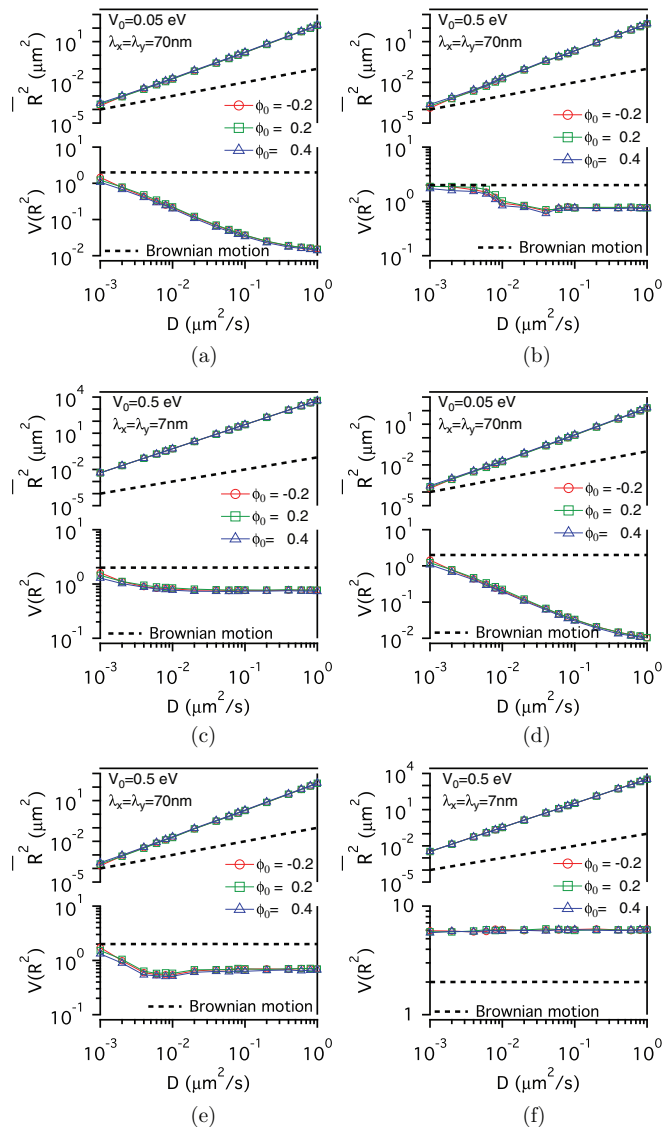 V₀=0.05 eV
λₓ=λᵧ=70nm
10¹
10⁻²
10⁻⁵
R̅² (μm²)
ϕ₀ = -0.2
ϕ₀ = 0.2
ϕ₀= 0.4
10⁰
10⁻¹
10⁻²
V(R²)
Brownian motion
10⁻³ 10⁻² 10⁻¹ 10⁰
D (μm²/s)
(a)
V₀=0.5 eV
λₓ=λᵧ=70nm
10¹
10⁻²
10⁻⁵
R̅² (μm²)
ϕ₀ = -0.2
ϕ₀ = 0.2
ϕ₀= 0.4
10¹
10⁰
10⁻¹
V(R²)
Brownian motion
10⁻³ 10⁻² 10⁻¹ 10⁰
D (μm²/s)
(b)
V₀=0.5 eV
λₓ=λᵧ=7nm
10⁴
10¹
10⁻²
10⁻⁵
R̅² (μm²)
ϕ₀ = -0.2
ϕ₀ = 0.2
ϕ₀= 0.4
10¹
10⁰
10⁻¹
V(R²)
Brownian motion
10⁻³ 10⁻² 10⁻¹ 10⁰
D (μm²/s)
(c)
V₀=0.05 eV
λₓ=λᵧ=70nm
10¹
10⁻²
10⁻⁵
R̅² (μm²)
ϕ₀ = -0.2
ϕ₀ = 0.2
ϕ₀= 0.4
10¹
10⁰
10⁻¹
10⁻²
V(R²)
Brownian motion
10⁻³ 10⁻² 10⁻¹ 10⁰
D (μm²/s)
(d)
V₀=0.5 eV
λₓ=λᵧ=70nm
10¹
10⁻²
10⁻⁵
R̅² (μm²)
ϕ₀ = -0.2
ϕ₀ = 0.2
ϕ₀= 0.4
10¹
10⁰
10⁻¹
V(R²)
Brownian motion
10⁻³ 10⁻² 10⁻¹ 10⁰
D (μm²/s)
(e)
V₀=0.5 eV
λₓ=λᵧ=7nm
10⁴
10¹
10⁻²
10⁻⁵
R̅² (μm²)
ϕ₀ = -0.2
ϕ₀ = 0.2
ϕ₀= 0.4
10
1
V(R²)
Brownian motion
10⁻³ 10⁻² 10⁻¹ 10⁰
D (μm²/s)
(f)